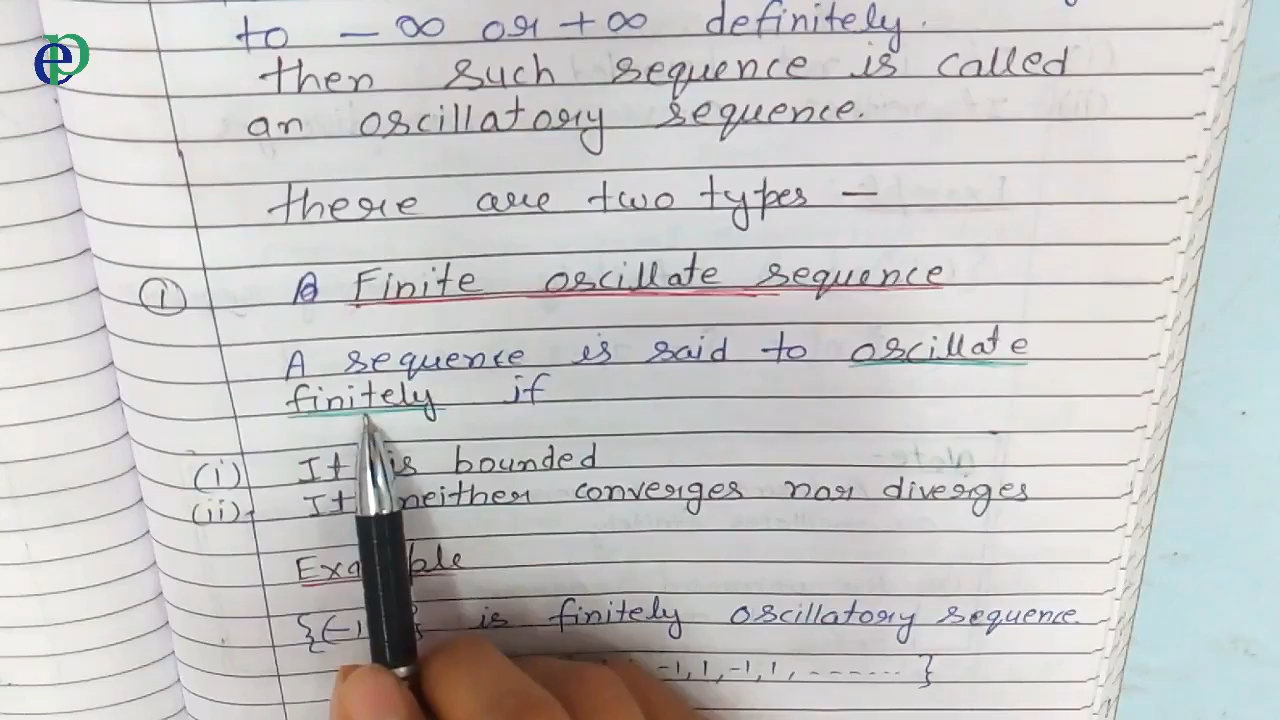 ep
to - ∞ or + ∞ definitely.
then such sequence is called
an oscillatory sequence.
there are two types -
① Finite oscillate sequence
A sequence is said to oscillate
finitely if
(i) It is bounded
(ii) It neither converges nor diverges
Example
is finitely oscillatory sequence.
-1, 1, -1, 1, ....... }